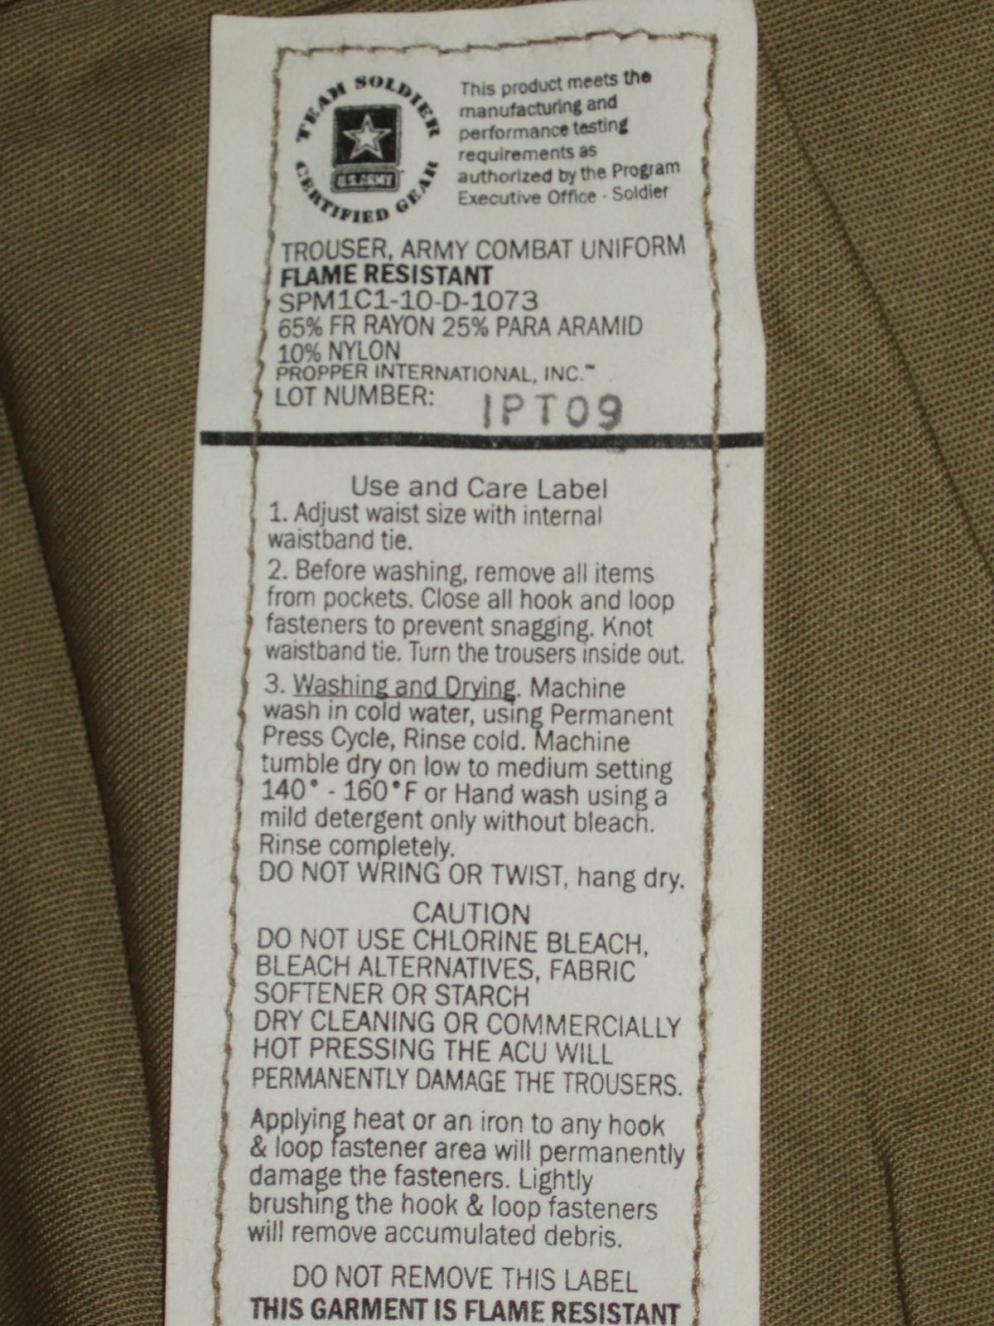 TEAM SOLDIER
U.S. ARMY
CERTIFIED GEAR
This product meets the
manufacturing and
performance testing
requirements as
authorized by the Program
Executive Office - Soldier
TROUSER, ARMY COMBAT UNIFORM
FLAME RESISTANT
SPM1C1-10-D-1073
65% FR RAYON 25% PARA ARAMID
10% NYLON
PROPPER INTERNATIONAL, INC.™
LOT NUMBER: IPT09
Use and Care Label
1. Adjust waist size with internal
waistband tie.
2. Before washing, remove all items
from pockets. Close all hook and loop
fasteners to prevent snagging. Knot
waistband tie. Turn the trousers inside out.
3. Washing and Drying. Machine
wash in cold water, using Permanent
Press Cycle, Rinse cold. Machine
tumble dry on low to medium setting
140° - 160°F or Hand wash using a
mild detergent only without bleach.
Rinse completely.
DO NOT WRING OR TWIST, hang dry.
CAUTION
DO NOT USE CHLORINE BLEACH,
BLEACH ALTERNATIVES, FABRIC
SOFTENER OR STARCH
DRY CLEANING OR COMMERCIALLY
HOT PRESSING THE ACU WILL
PERMANENTLY DAMAGE THE TROUSERS.
Applying heat or an iron to any hook
& loop fastener area will permanently
damage the fasteners. Lightly
brushing the hook & loop fasteners
will remove accumulated debris.
DO NOT REMOVE THIS LABEL
THIS GARMENT IS FLAME RESISTANT